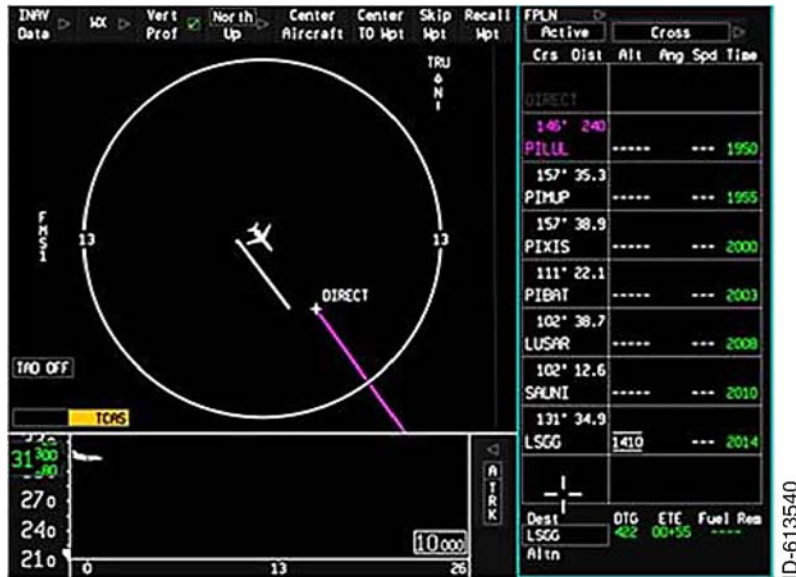 INAV Data
WX
Vert Prof
North Up
Center Aircraft
Center TO Wpt
Skip Wpt
Recall Wpt
TRU
N
FMS1
13
13
DIRECT
TAD OFF
TCAS
31300
270
240
210
0
13
26
10000
ATRK
FPLN
Active
Cross
Crs Dist Alt Ang Spd Time
DIRECT
146° 240
PILUL ----- --- 1950
157° 35.3
PIMUP ----- --- 1955
157° 38.9
PIXIS ----- --- 2000
111° 22.1
PIBAT ----- --- 2003
102° 38.7
LUSAR ----- --- 2008
102° 12.6
SAUNI ----- --- 2010
131° 34.9
LSGG 1410 --- 2014
Dest DTG ETE Fuel Rem
LSGG 422 00+55 ----
Altn
ID-613540